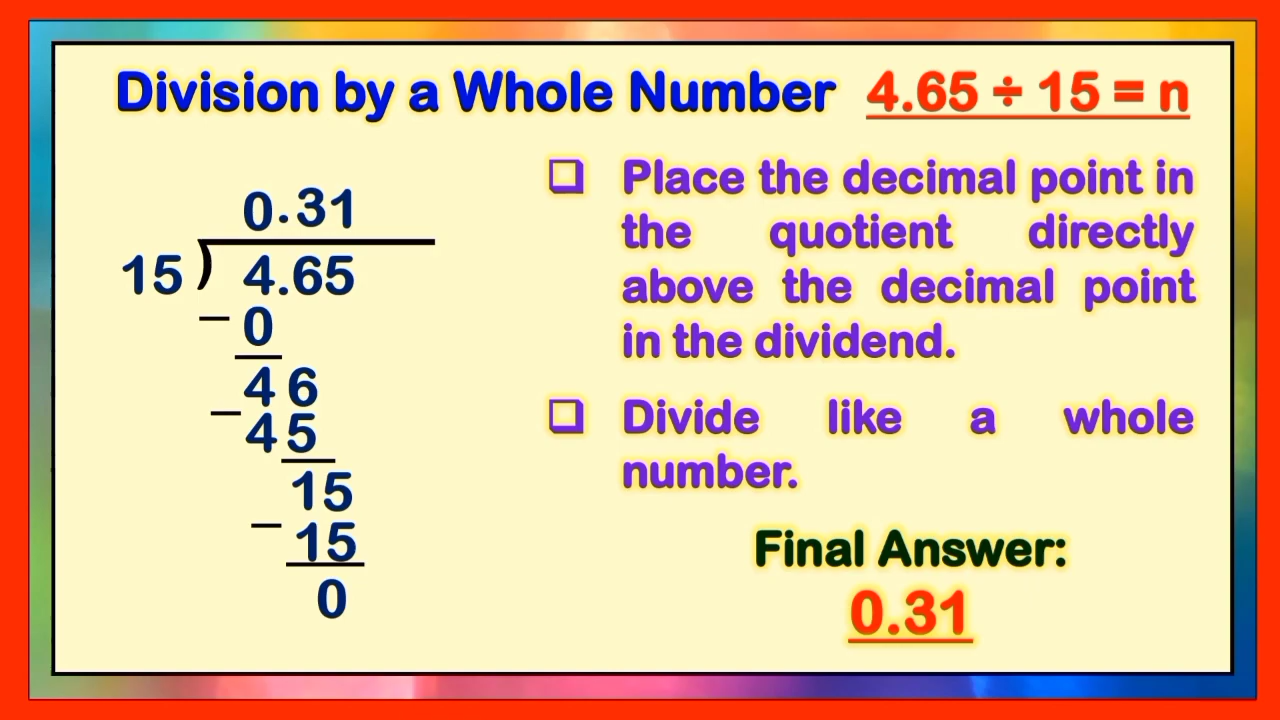 Division by a Whole Number 4.65 ÷ 15 = n
0.31
15 ) 4.65
− 0
4 6
− 45
15
− 15
0
❑ Place the decimal point in
the quotient directly
above the decimal point
in the dividend.
❑ Divide like a whole
number.
Final Answer:
0.31